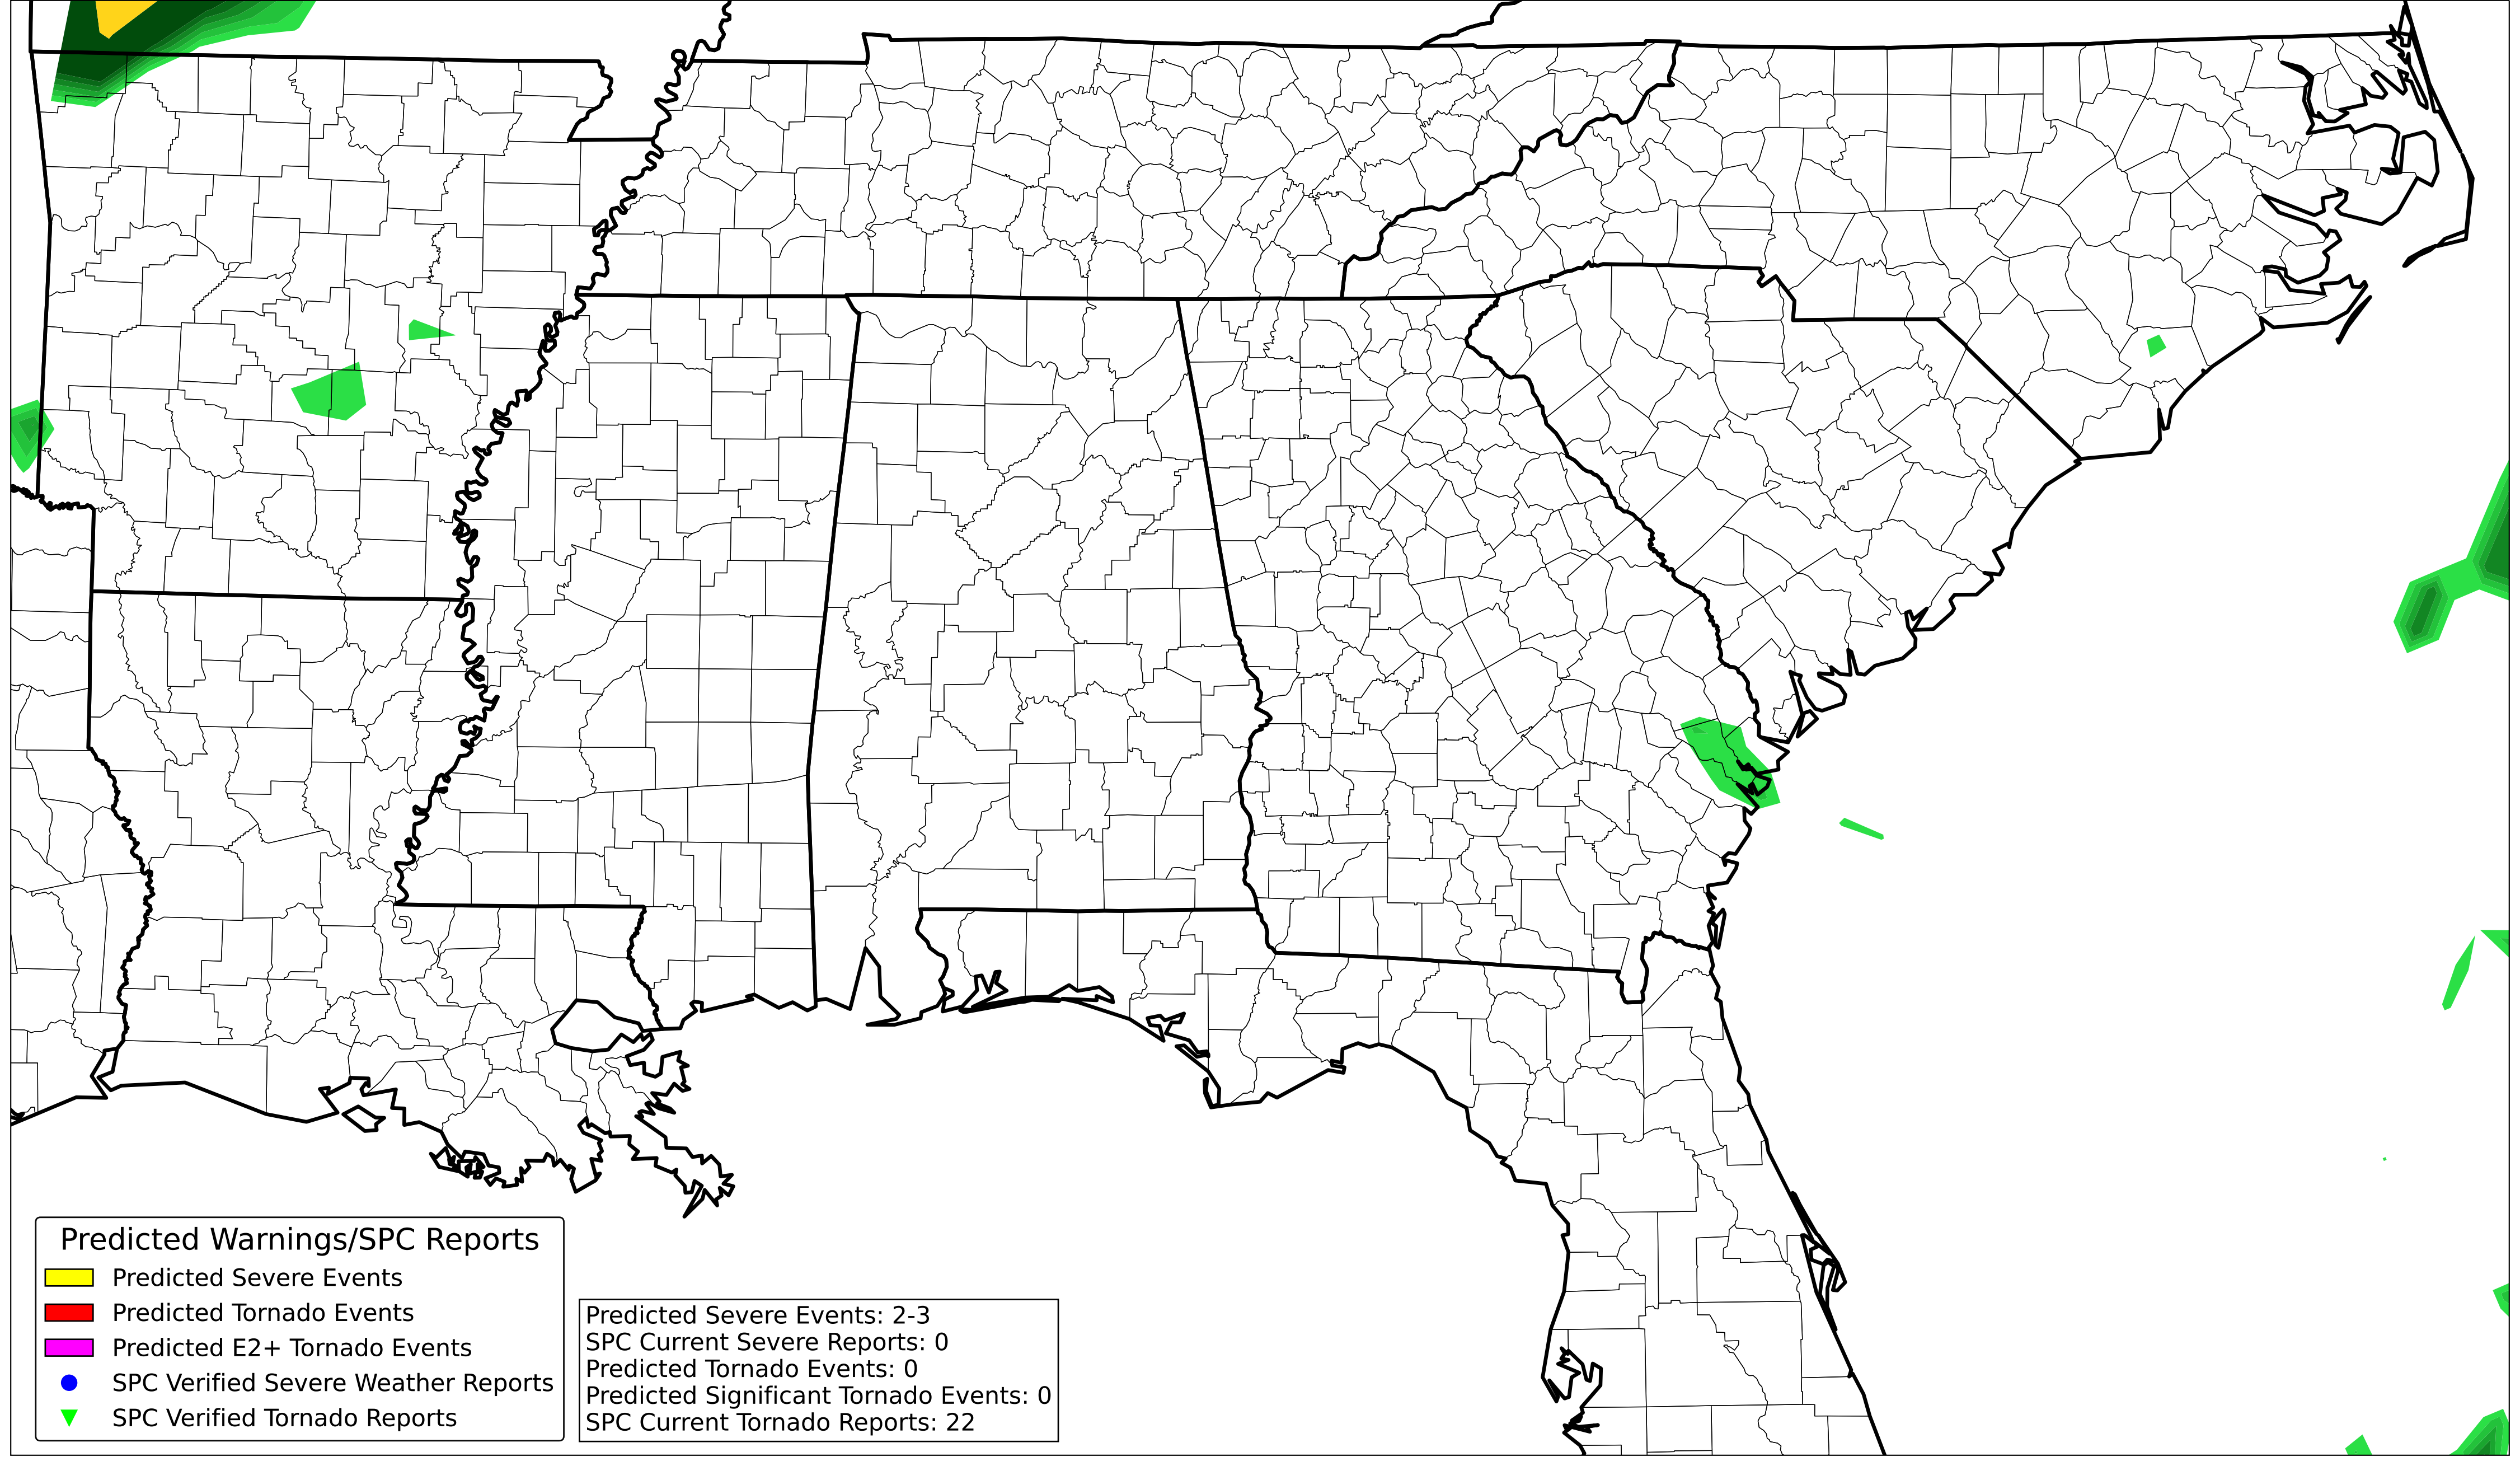 Predicted Warnings/SPC Reports
Predicted Severe Events
Predicted Tornado Events
Predicted E2+ Tornado Events
SPC Verified Severe Weather Reports
SPC Verified Tornado Reports
Predicted Severe Events: 2-3
SPC Current Severe Reports: 0
Predicted Tornado Events: 0
Predicted Significant Tornado Events: 0
SPC Current Tornado Reports: 22